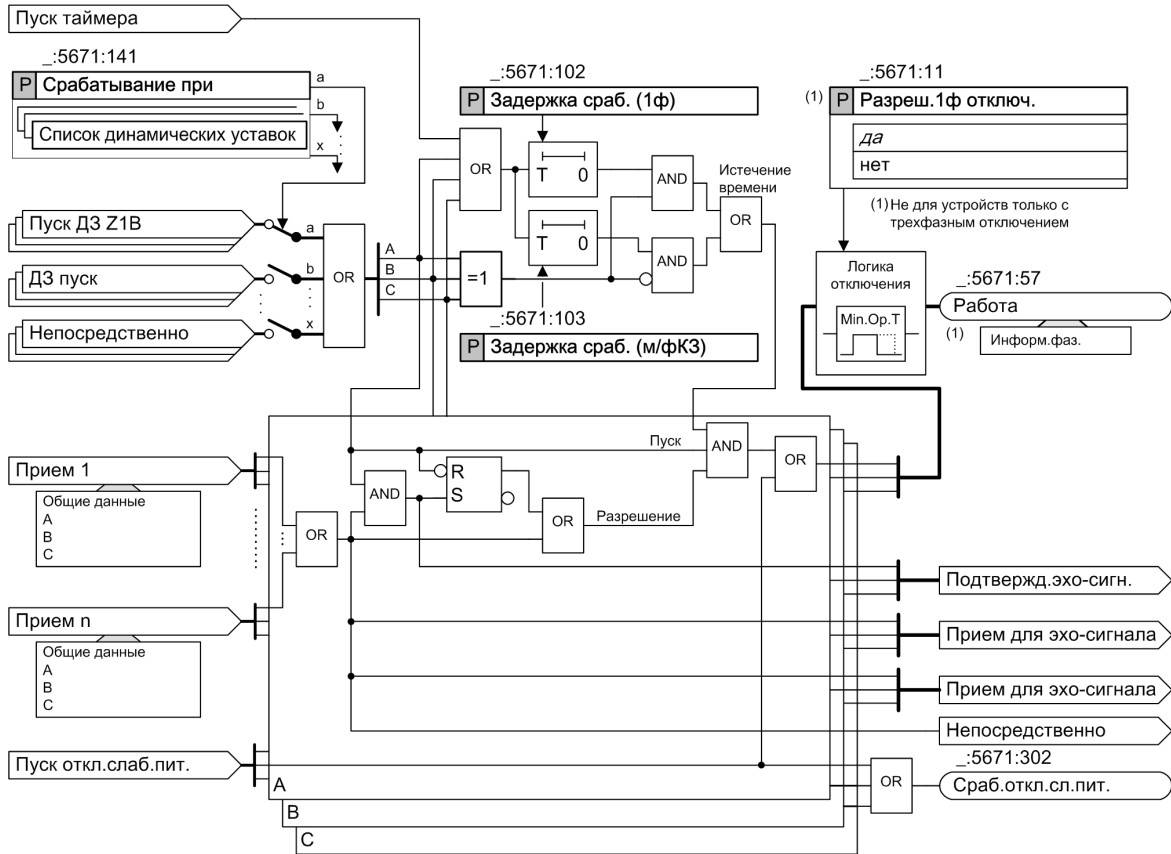 Пуск таймера
_:5671:141
P Срабатывание при
Список динамических уставок
a
b
x
_:5671:102
P Задержка сраб. (1ф)
_:5671:11
(1) P Разреш.1ф отключ.
да
нет
(1) Не для устройств только с
трехфазным отключением
Пуск ДЗ Z1B
ДЗ пуск
Непосредственно
a
b
x
OR
A
B
C
OR
=1
T 0
T 0
AND
AND
Истечение
времени
OR
_:5671:103
P Задержка сраб. (м/фКЗ)
Логика
отключения
Min.Op.T
_:5671:57
Работа
(1)
Информ.фаз.
Прием 1
Общие данные
A
B
C
Прием n
Общие данные
A
B
C
Пуск откл.слаб.пит.
OR
AND
R
S
OR
Пуск
Разрешение
AND
OR
Подтвержд.эхо-сигн.
Прием для эхо-сигнала
Прием для эхо-сигнала
Непосредственно
_:5671:302
OR
Сраб.откл.сл.пит.
A
B
C